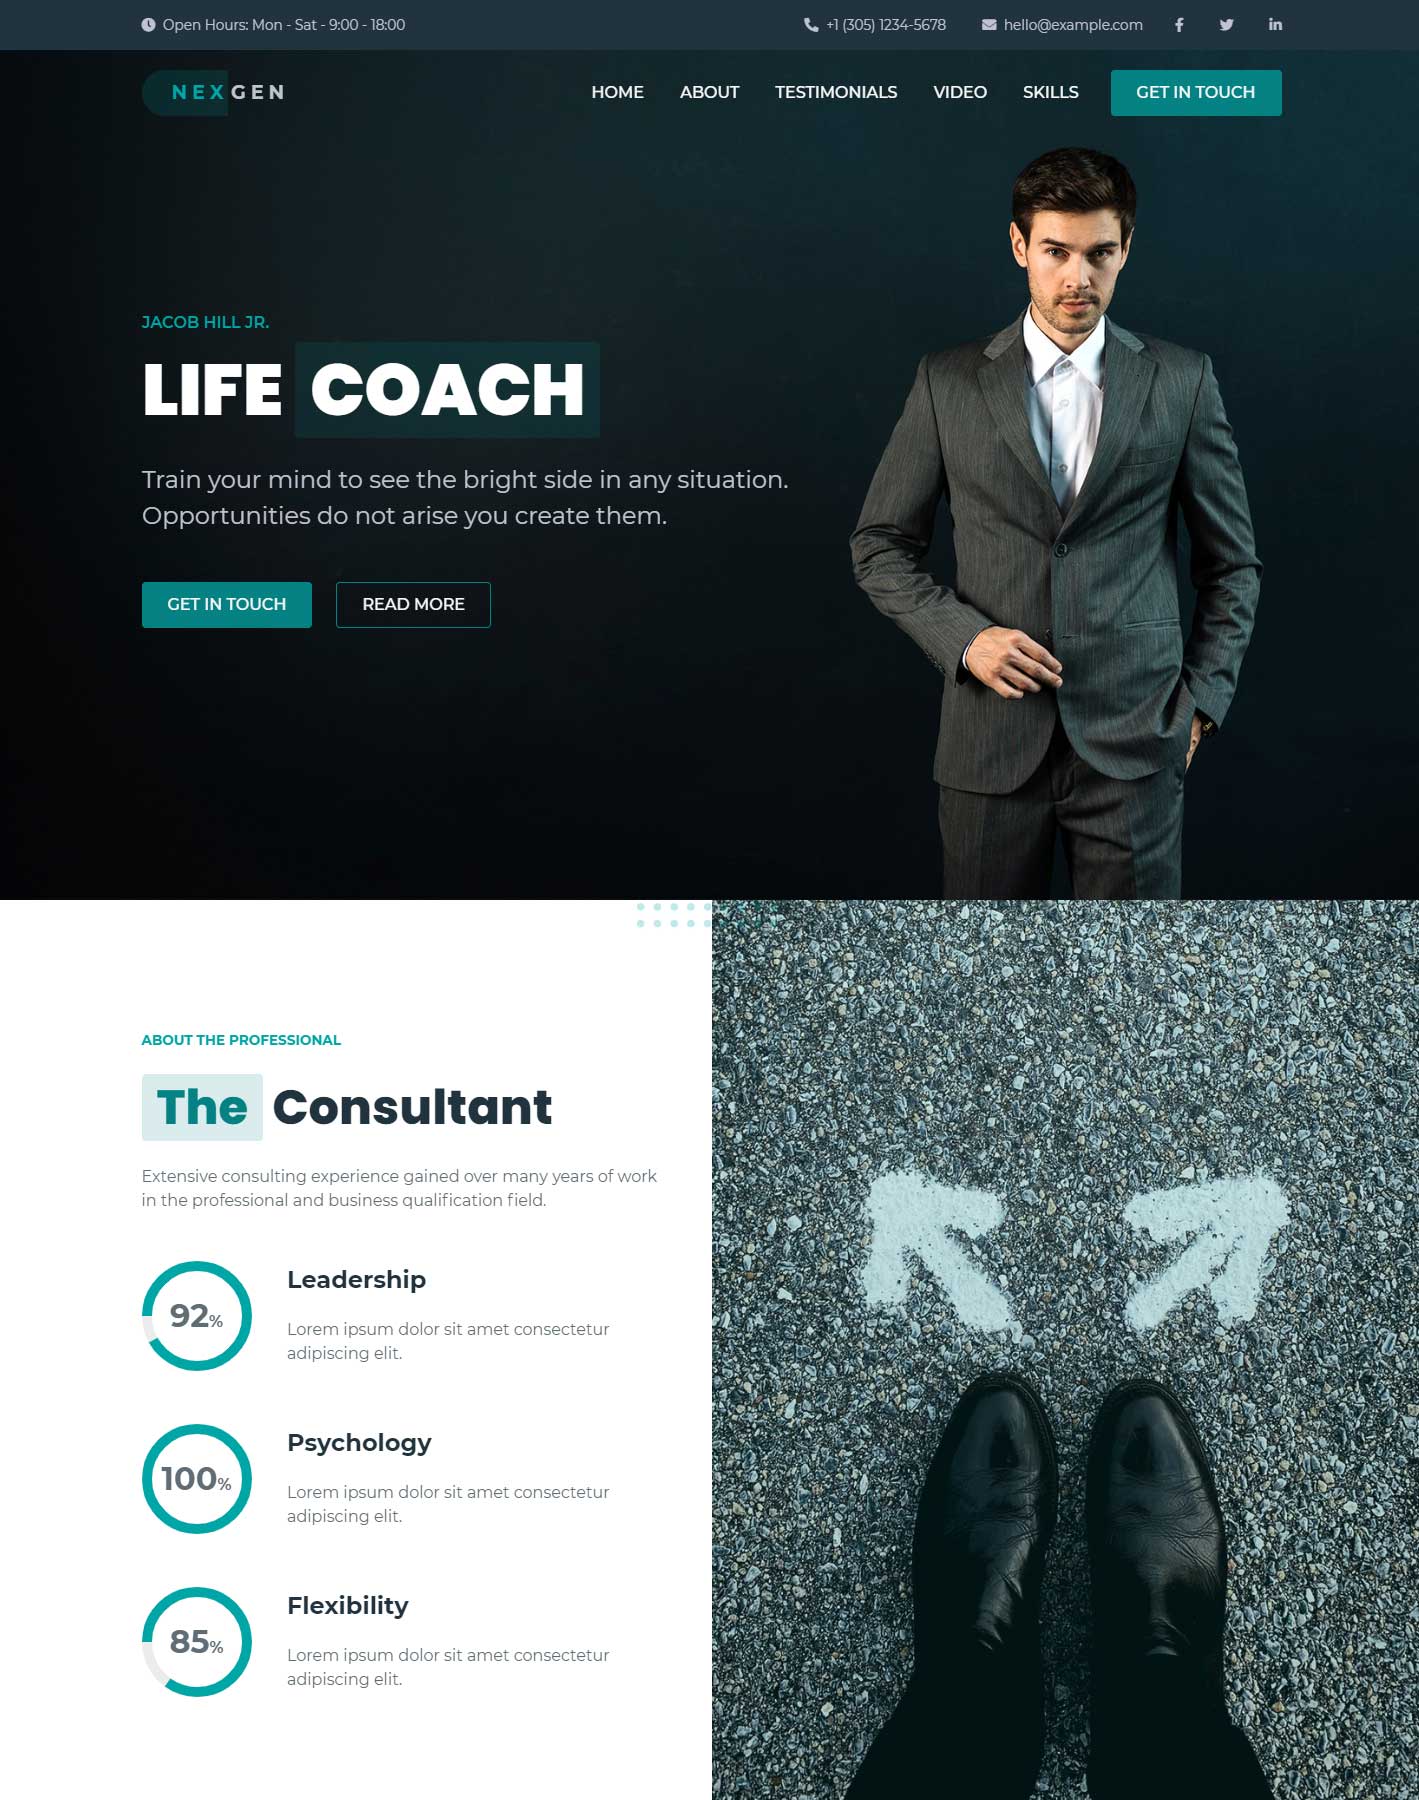 Open Hours: Mon - Sat - 9:00 - 18:00
+1 (305) 1234-5678
hello@example.com
NEXGEN
HOME
ABOUT
TESTIMONIALS
VIDEO
SKILLS
GET IN TOUCH
JACOB HILL JR.
LIFE COACH
Train your mind to see the bright side in any situation.
Opportunities do not arise you create them.
GET IN TOUCH
READ MORE
ABOUT THE PROFESSIONAL
The Consultant
Extensive consulting experience gained over many years of work
in the professional and business qualification field.
92%
Leadership
Lorem ipsum dolor sit amet consectetur
adipiscing elit.
100%
Psychology
Lorem ipsum dolor sit amet consectetur
adipiscing elit.
85%
Flexibility
Lorem ipsum dolor sit amet consectetur
adipiscing elit.